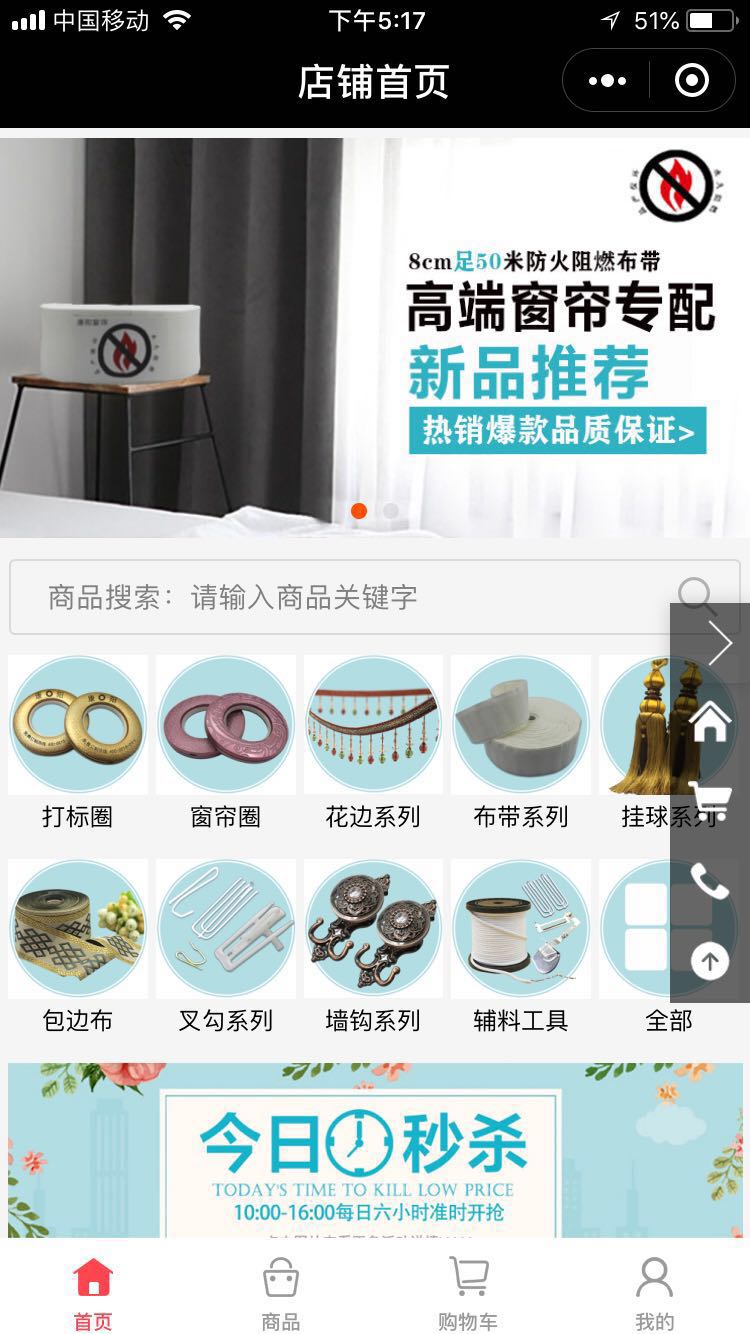 中国移动
下午5:17
51%
店铺首页
8cm足50米防火阻燃布带
高端窗帘专配
新品推荐
热销爆款品质保证>
商品搜索：请输入商品关键字
康 阳
打标圈
窗帘圈
花边系列
布带系列
挂球系列
包边布
叉勾系列
墙钩系列
辅料工具
全部
今日秒杀
TODAY'S TIME TO KILL LOW PRICE
10:00-16:00每日六小时准时开抢
首页
商品
购物车
我的